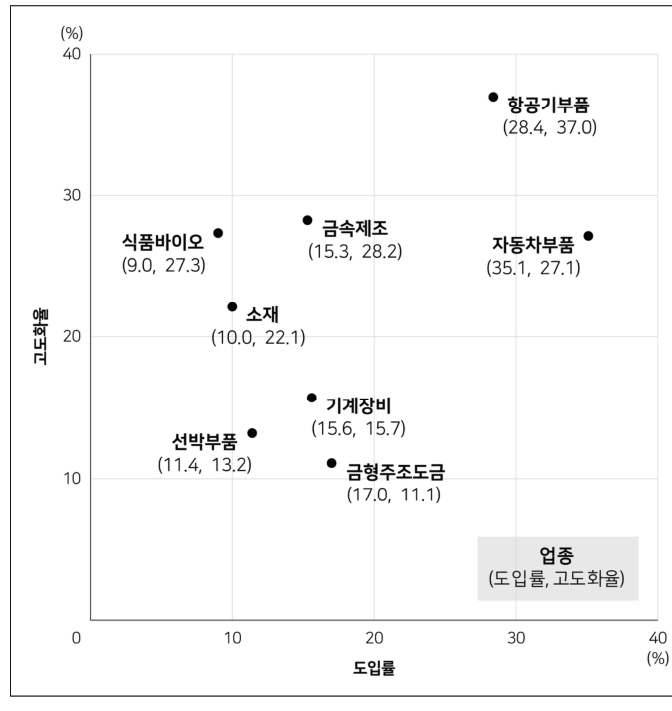 (%)
40
항공기부품
(28.4, 37.0)
30
금속제조
(15.3, 28.2)
식품바이오
(9.0, 27.3)
자동차부품
(35.1, 27.1)
소재
(10.0, 22.1)
고도화율
20
기계장비
(15.6, 15.7)
선박부품
(11.4, 13.2)
금형주조도금
(17.0, 11.1)
10
업종
(도입률, 고도화율)
0
10
20
30
40
(%)
도입률